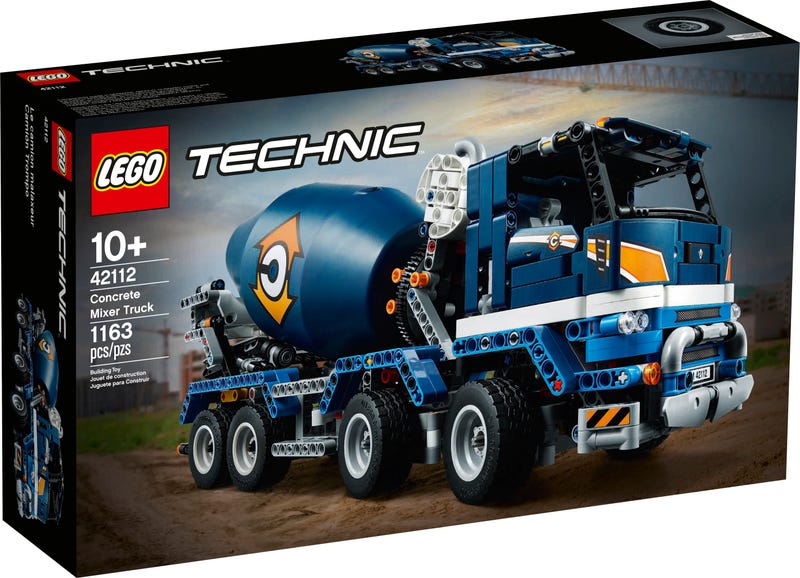 LEGO
TECHNIC
42112
LEGO
TECHNIC
10+
42112
Concrete
Mixer Truck
1163
pcs/pzs
Building Toy
Jouet de construction
Juguete para Construir
42112
LEGO
TECHNIC
42112
Le camion malaxeur
Camión Trompo